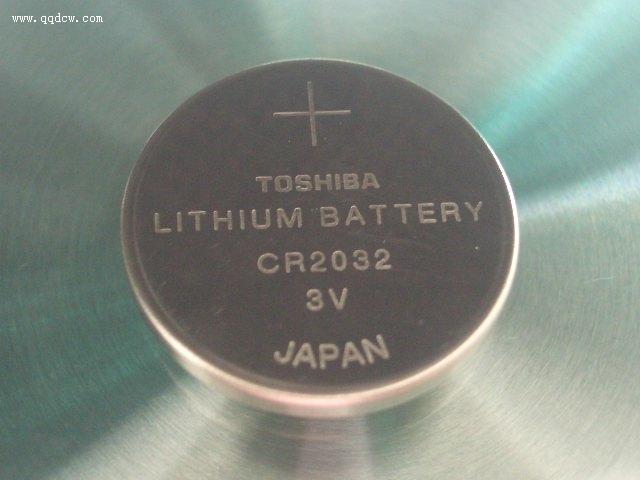 www.qqdcw.com
+
TOSHIBA
LITHIUM BATTERY
CR2032
3V
JAPAN